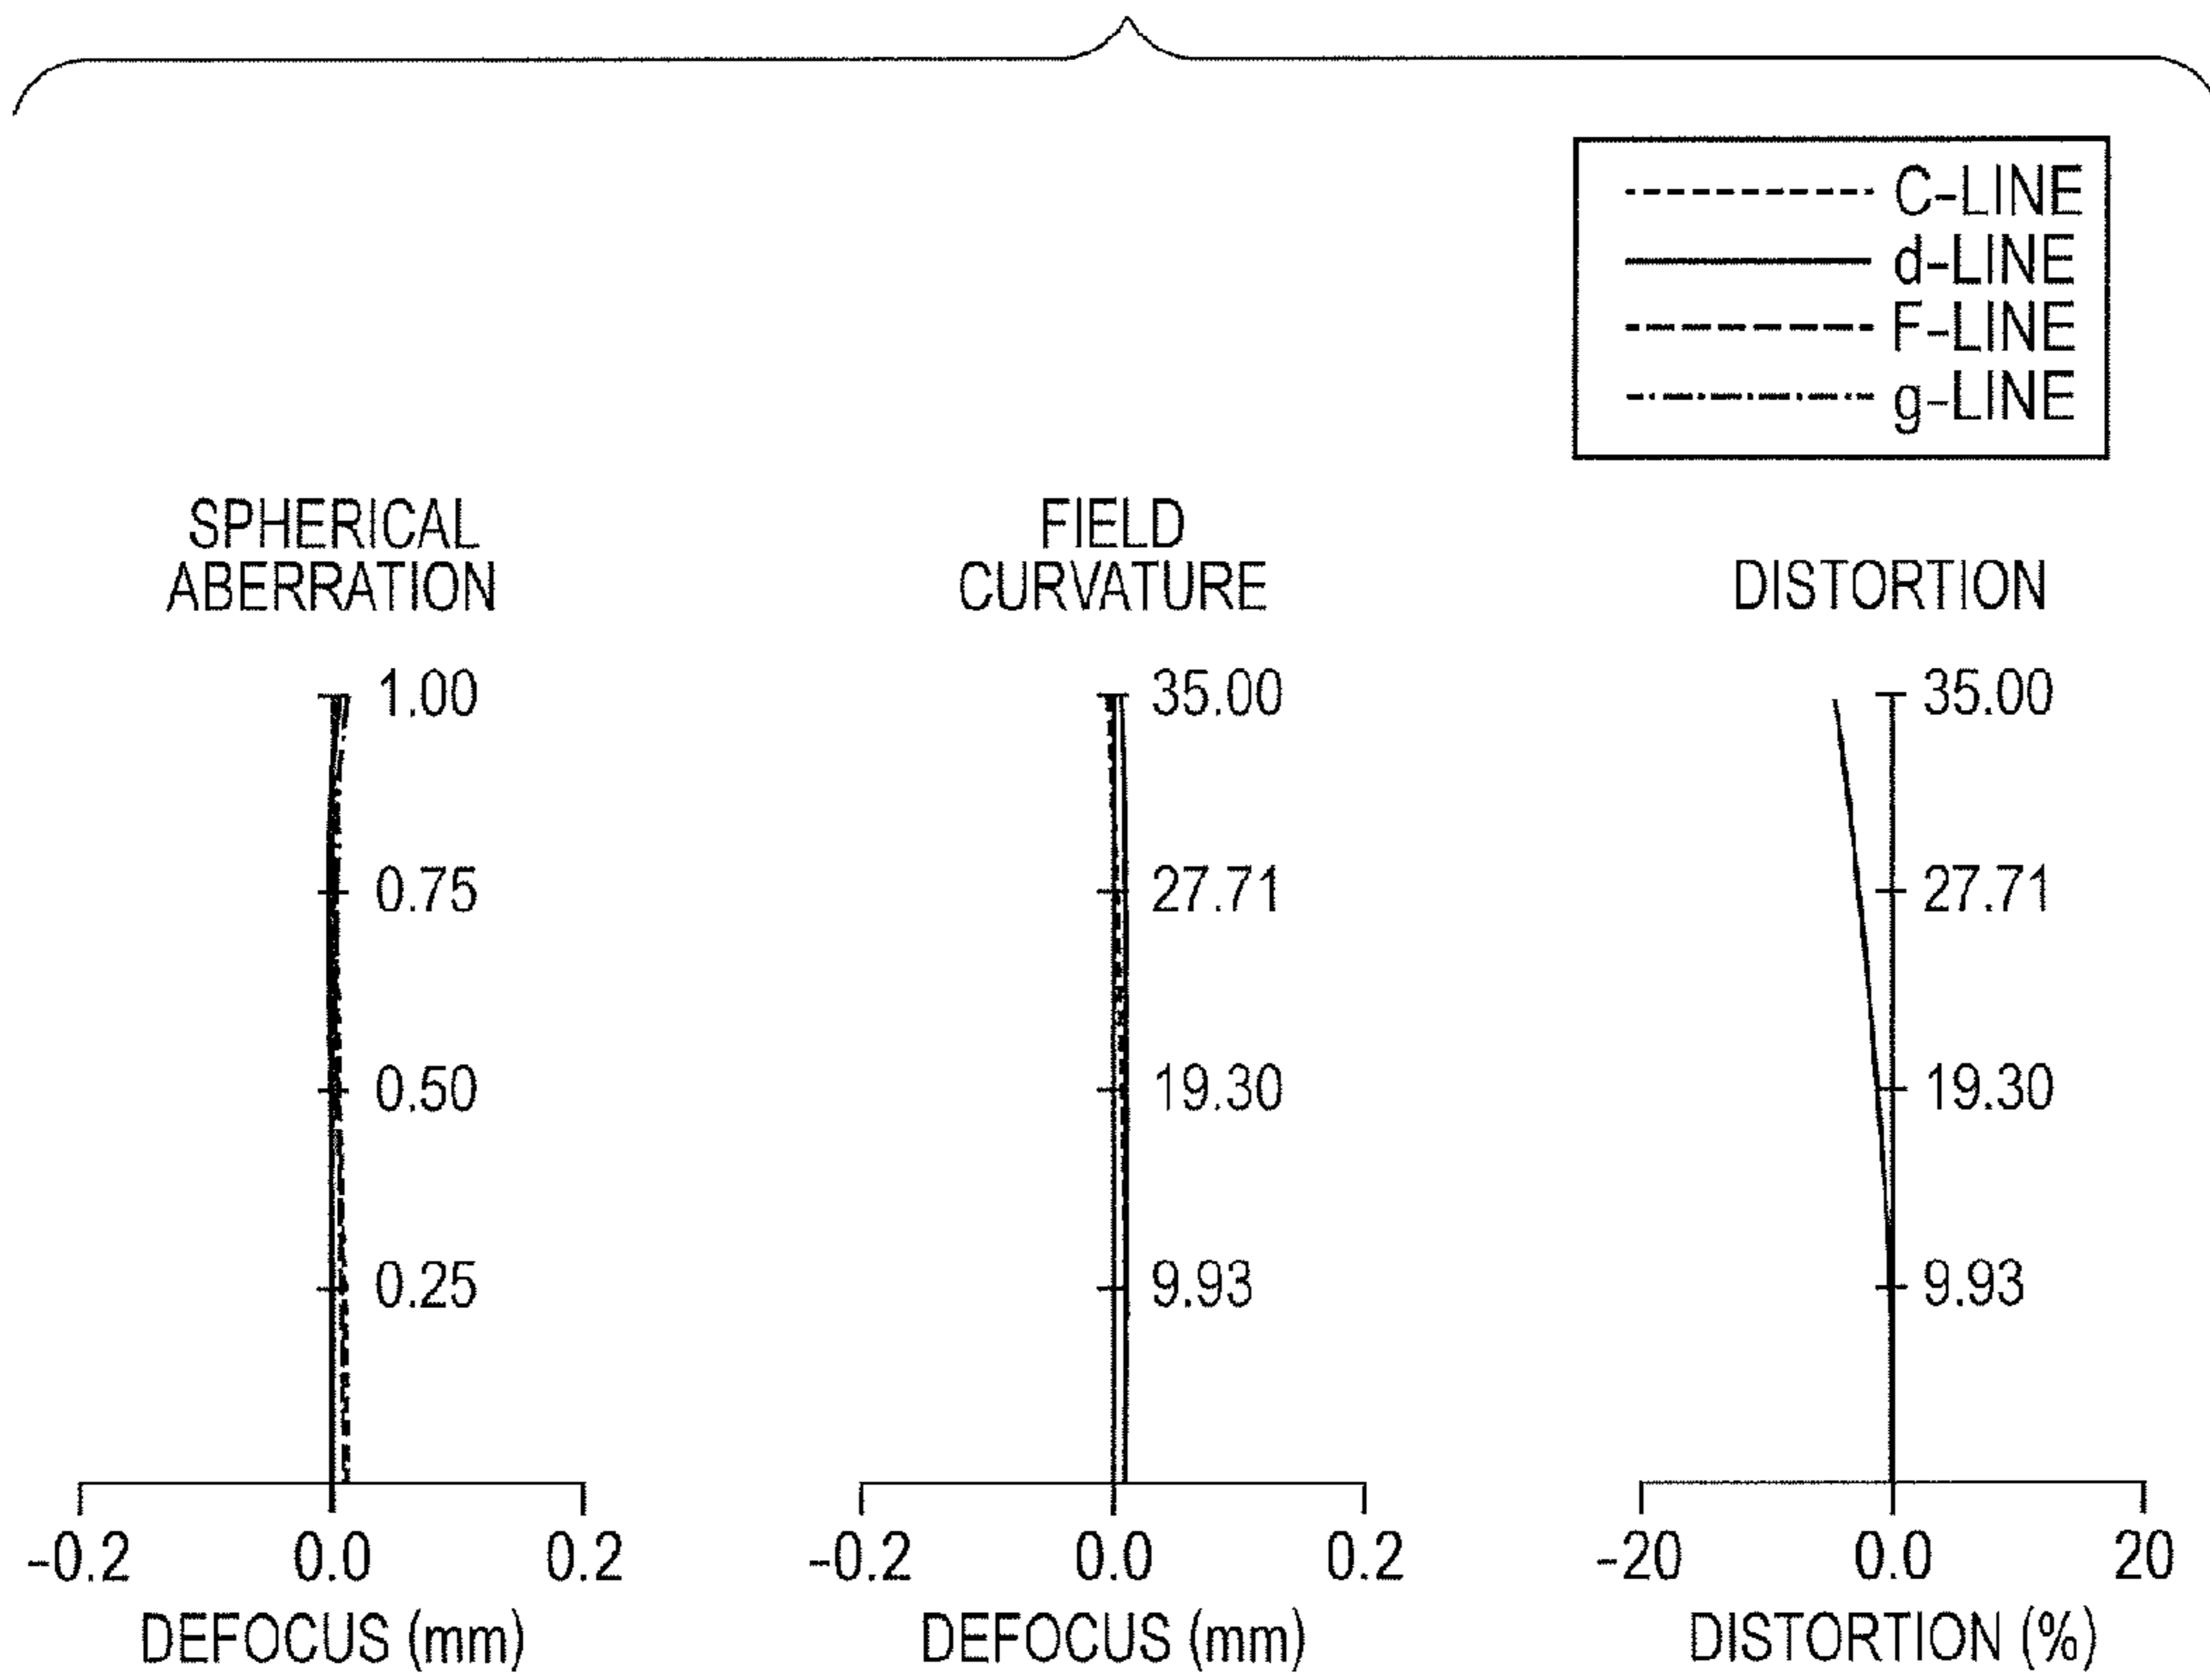 C-LINE
d-LINE
F-LINE
g-LINE
SPHERICAL
ABERRATION
1.00
0.75
0.50
0.25
-0.2 0.0 0.2
DEFOCUS (mm)
FIELD
CURVATURE
35.00
27.71
19.30
9.93
-0.2 0.0 0.2
DEFOCUS (mm)
DISTORTION
35.00
27.71
19.30
9.93
-20 0.0 20
DISTORTION (%)